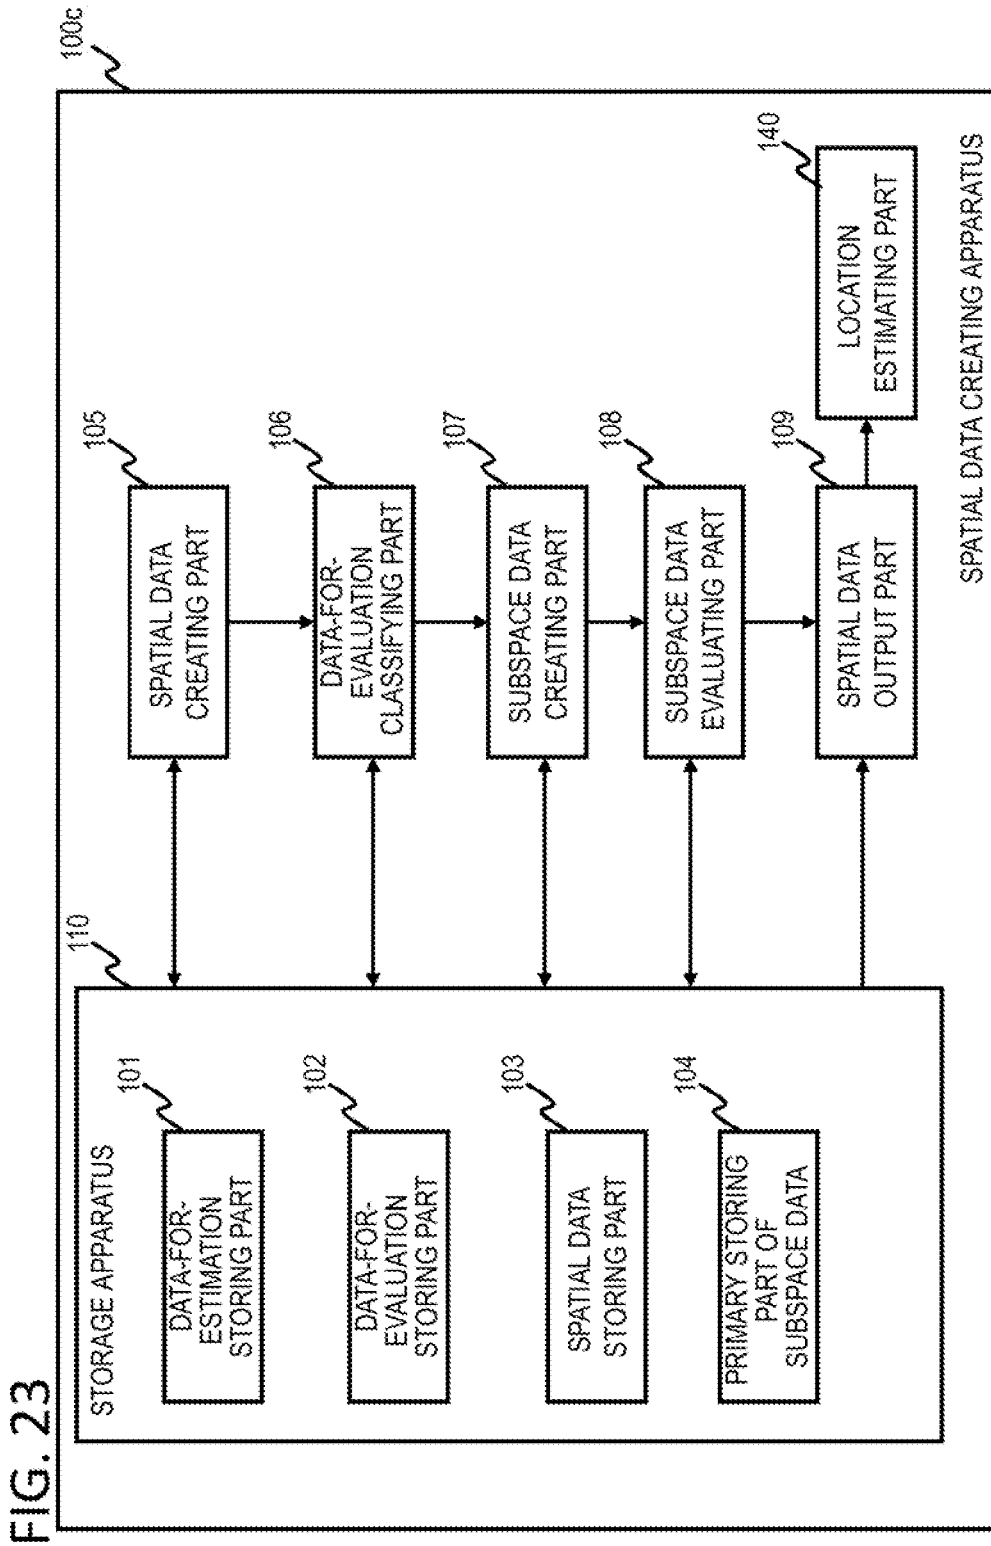 FIG. 23
100c
110
STORAGE APPARATUS
101
DATA-FOR-
ESTIMATION
STORING PART
102
DATA-FOR-
EVALUATION
STORING PART
103
SPATIAL DATA
STORING PART
104
PRIMARY STORING
PART OF
SUBSPACE DATA
105
SPATIAL DATA
CREATING PART
106
DATA-FOR-
EVALUATION
CLASSIFYING PART
107
SUBSPACE DATA
CREATING PART
108
SUBSPACE DATA
EVALUATING PART
109
SPATIAL DATA
OUTPUT PART
140
LOCATION
ESTIMATING PART
SPATIAL DATA CREATING APPARATUS